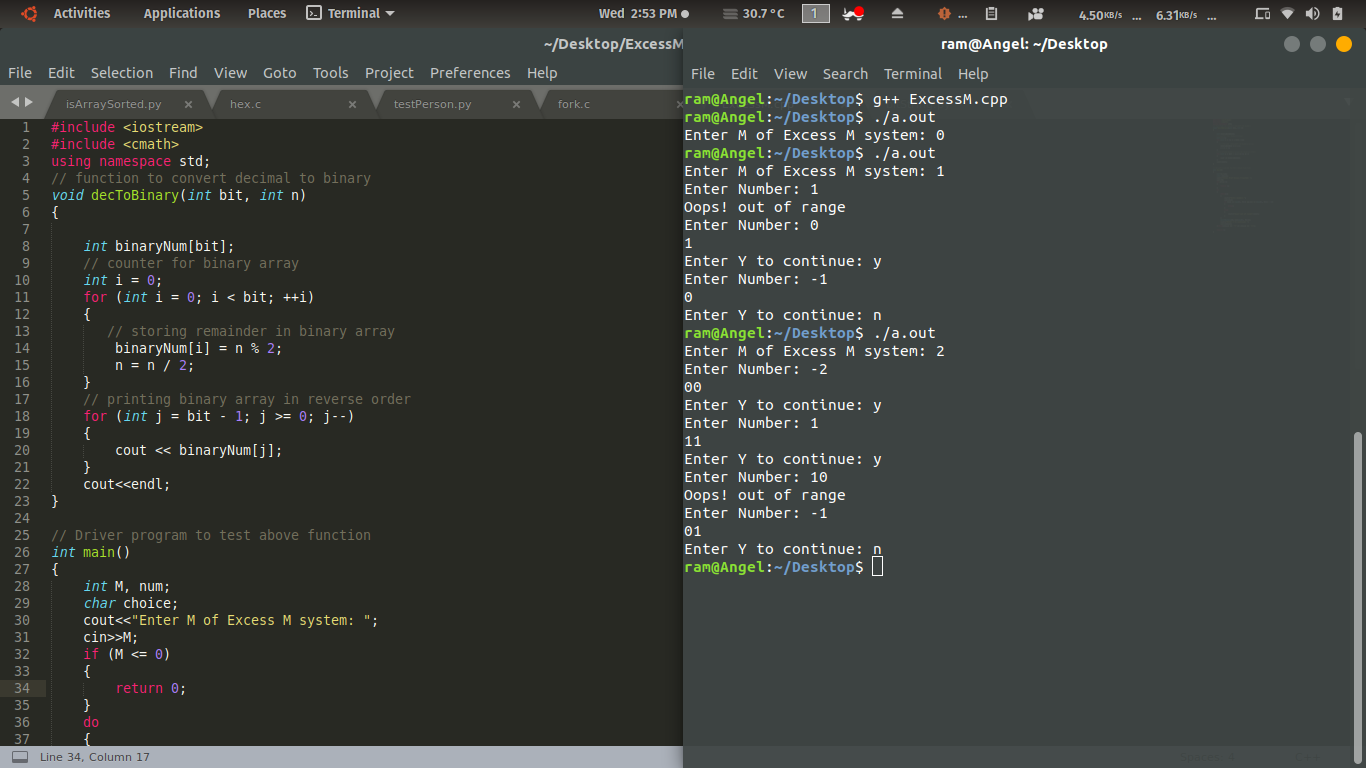 Activities Applications Places Terminal Wed 2:53 PM 30.7 °C 1 ... 4.50KB/s ... 6.31KB/s ...
~/Desktop/ExcessM
File Edit Selection Find View Goto Tools Project Preferences Help
isArraySorted.py × hex.c × testPerson.py × fork.c
1 #include <iostream>
2 #include <cmath>
3 using namespace std;
4 // function to convert decimal to binary
5 void decToBinary(int bit, int n)
6 {
7
8     int binaryNum[bit];
9     // counter for binary array
10     int i = 0;
11     for (int i = 0; i < bit; ++i)
12     {
13        // storing remainder in binary array
14         binaryNum[i] = n % 2;
15         n = n / 2;
16     }
17     // printing binary array in reverse order
18     for (int j = bit - 1; j >= 0; j--)
19     {
20         cout << binaryNum[j];
21     }
22     cout<<endl;
23 }
24
25 // Driver program to test above function
26 int main()
27 {
28     int M, num;
29     char choice;
30     cout<<"Enter M of Excess M system: ";
31     cin>>M;
32     if (M <= 0)
33     {
34         return 0;
35     }
36     do
37     {
Line 34, Column 17
ram@Angel: ~/Desktop
File Edit View Search Terminal Help
ram@Angel:~/Desktop$ g++ ExcessM.cpp
ram@Angel:~/Desktop$ ./a.out
Enter M of Excess M system: 0
ram@Angel:~/Desktop$ ./a.out
Enter M of Excess M system: 1
Enter Number: 1
Oops! out of range
Enter Number: 0
1
Enter Y to continue: y
Enter Number: -1
0
Enter Y to continue: n
ram@Angel:~/Desktop$ ./a.out
Enter M of Excess M system: 2
Enter Number: -2
00
Enter Y to continue: y
Enter Number: 1
11
Enter Y to continue: y
Enter Number: 10
Oops! out of range
Enter Number: -1
01
Enter Y to continue: n
ram@Angel:~/Desktop$